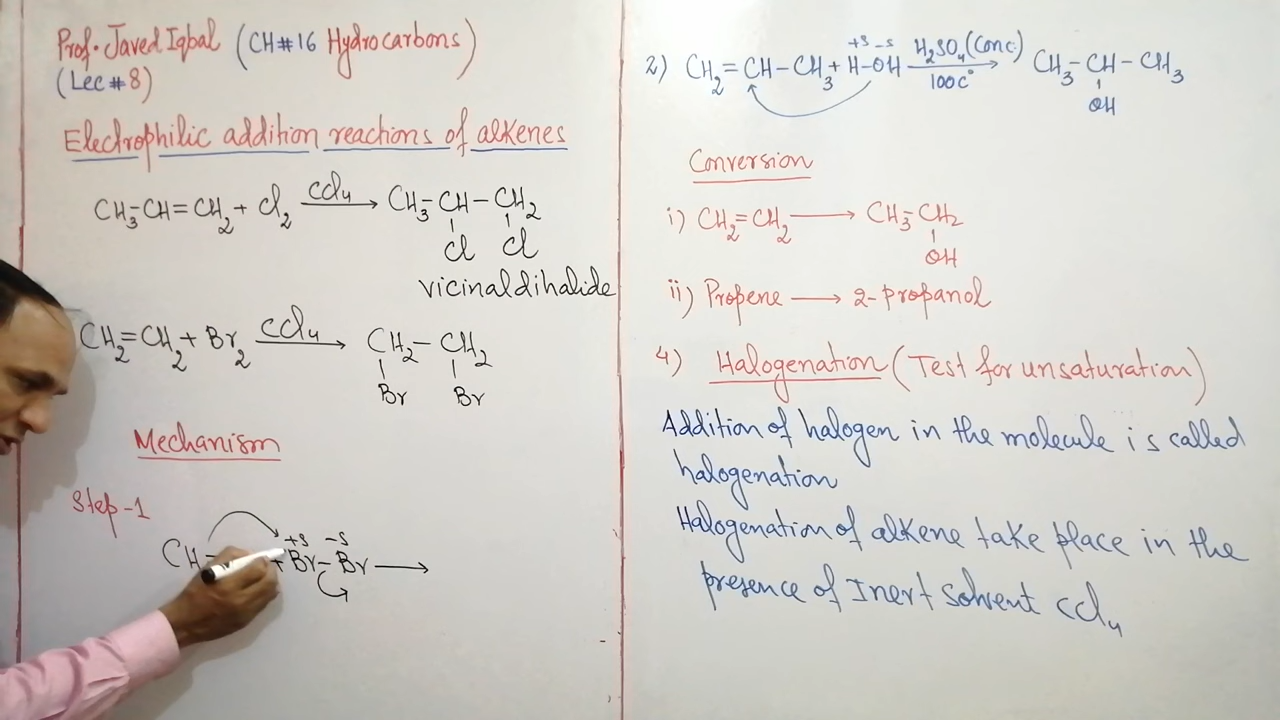 Prof. Javed Iqbal (CH#16 Hydrocarbons)
(Lec#8)
Electrophilic addition reactions of alkenes
CH₃-CH=CH₂ + Cl₂ ccl₄ → CH₃-CH-CH₂
Cl Cl
vicinaldihalide
CH₂=CH₂ + Br₂ ccl₄ → CH₂-CH₂
Br Br
Mechanism
Step-1
+δ -δ
CH + Br-Br →
2) CH₂=CH-CH₃ + H-OH H₂SO₄(Conc:) → CH₃-CH-CH₃
+δ -δ 100C° OH
Conversion
i) CH₂=CH₂ → CH₃-CH₂
OH
ii) Propene → 2-propanol
4) Halogenation (Test for unsaturation)
Addition of halogen in the molecule is called
halogenation
Halogenation of alkene take place in the
presence of Inert solvent ccl₄